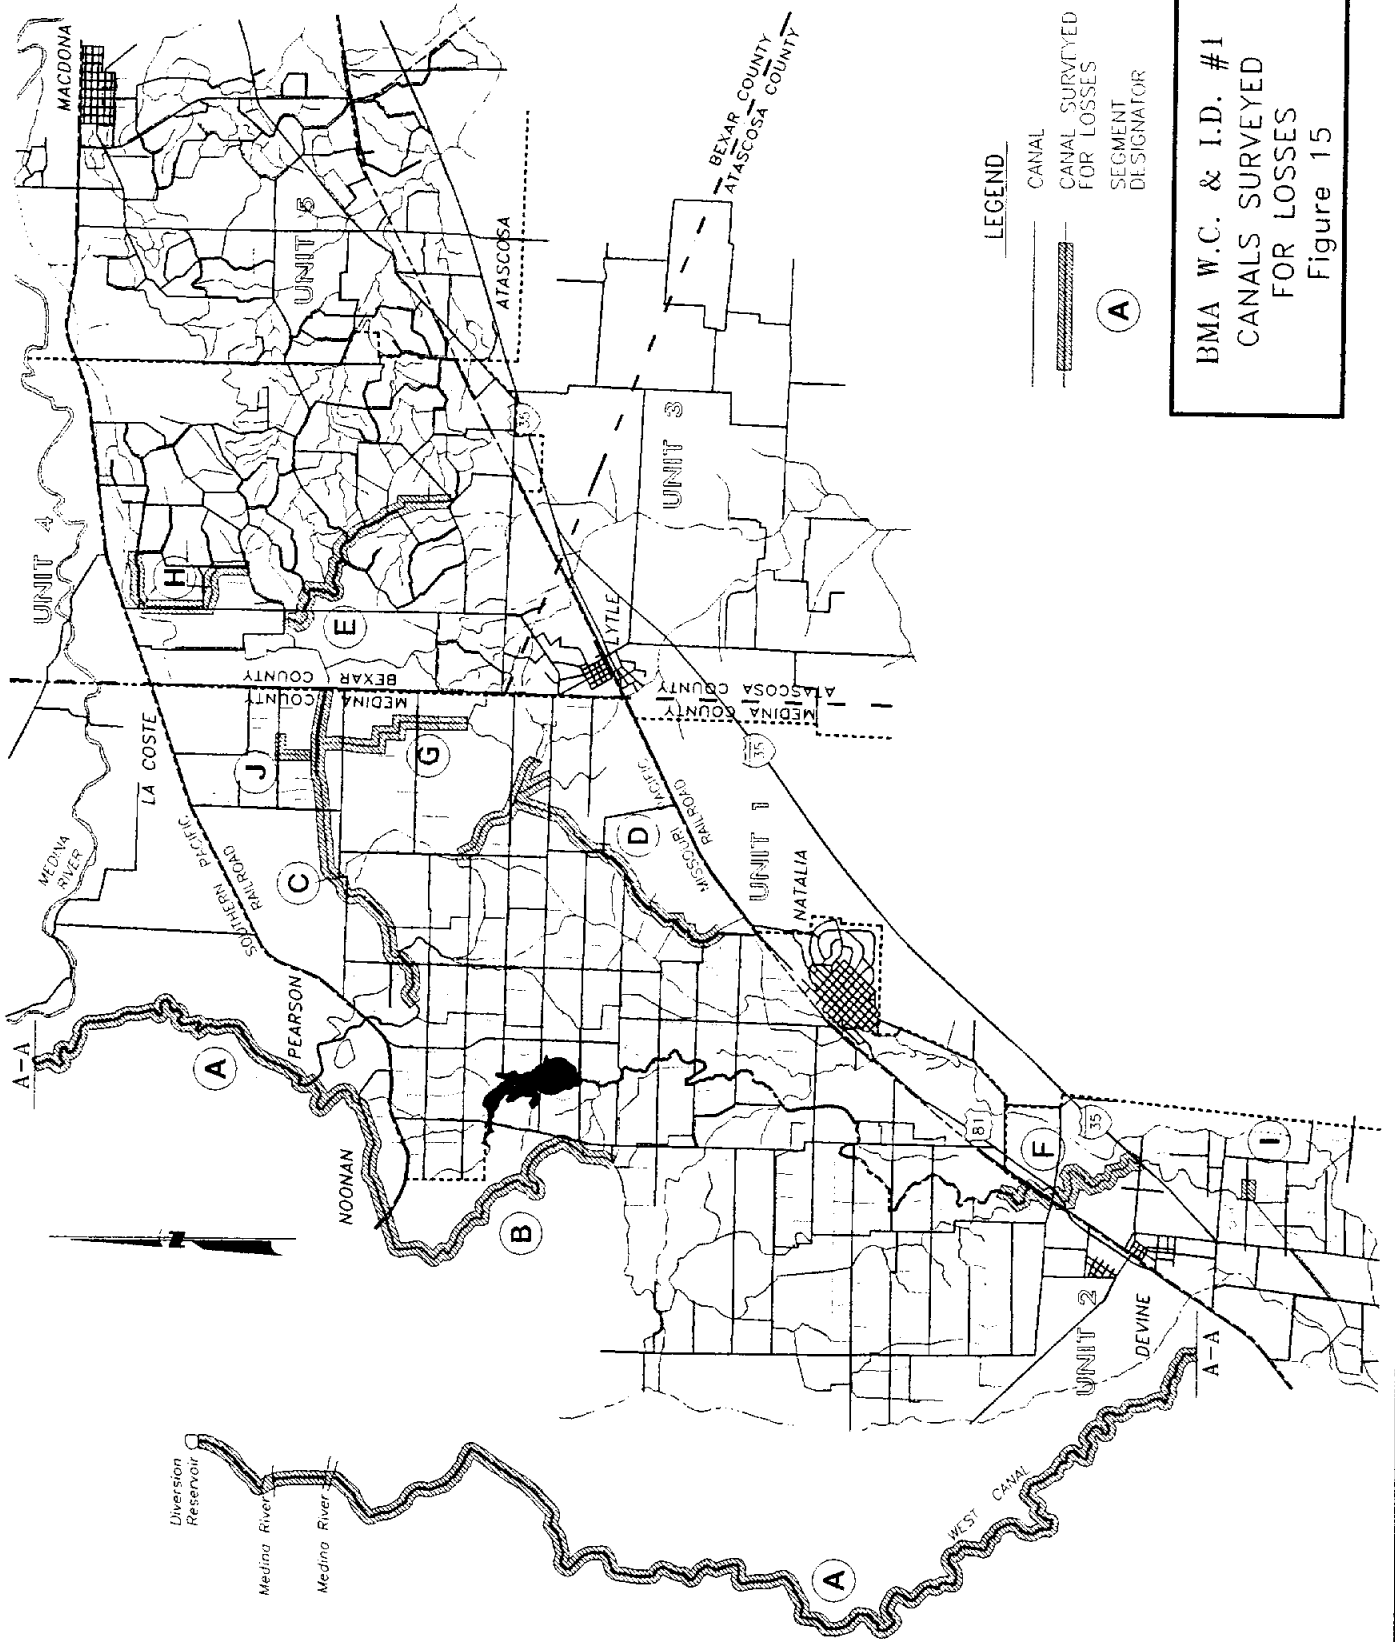 MACDONA
UNIT 4
UNIT 5
ATASCOSA
BEXAR COUNTY
ATASCOSA COUNTY
H
E
35
UNIT 3
LYTLE
BEXAR COUNTY
MEDINA COUNTY
MEDINA COUNTY
ATASCOSA COUNTY
LA COSTE
J
G
35
MEDINA
RIVER
SOUTHERN PACIFIC
RAILROAD
C
D
MISSOURI PACIFIC
RAILROAD
UNIT 1
NATALIA
A-A
A
PEARSON
NOONAN
N
B
81
F
35
I
UNIT 2
DEVINE
A-A
Diversion
Reservoir
Medina River
Medina River
WEST CANAL
A
LEGEND
CANAL
CANAL SURVEYED
FOR LOSSES
A
SEGMENT
DESIGNATOR
BMA W.C. & I.D. #1
CANALS SURVEYED
FOR LOSSES
Figure 15